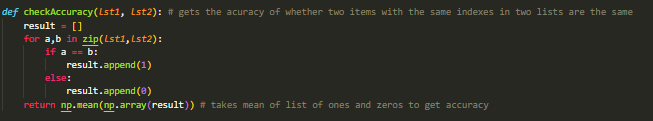 def checkAccuracy(lst1, lst2): # gets the acuracy of whether two items with the same indexes in two lists are the same
    result = []
    for a,b in zip(lst1,lst2):
        if a == b:
            result.append(1)
        else:
            result.append(0)
    return np.mean(np.array(result)) # takes mean of list of ones and zeros to get accuracy